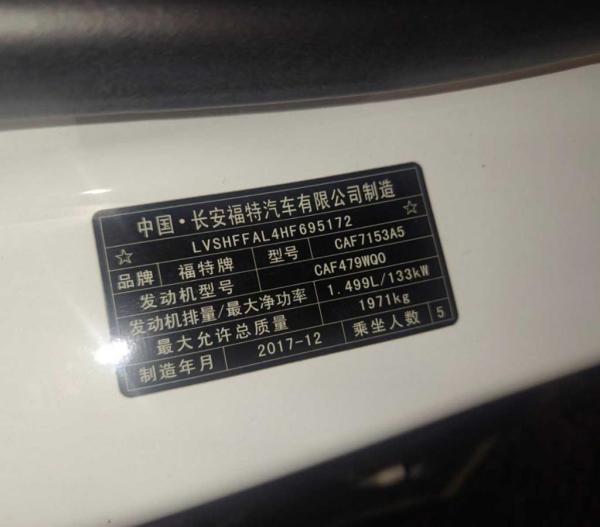 中国·长安福特汽车有限公司制造
☆ LVSHFFAL4HF695172 ☆
品牌 福特牌 型号 CAF7153A5
发动机型号 CAF479WQ0
发动机排量/最大净功率 1.499L/133kW
最大允许总质量 1971kg
制造年月 2017-12 乘坐人数 5